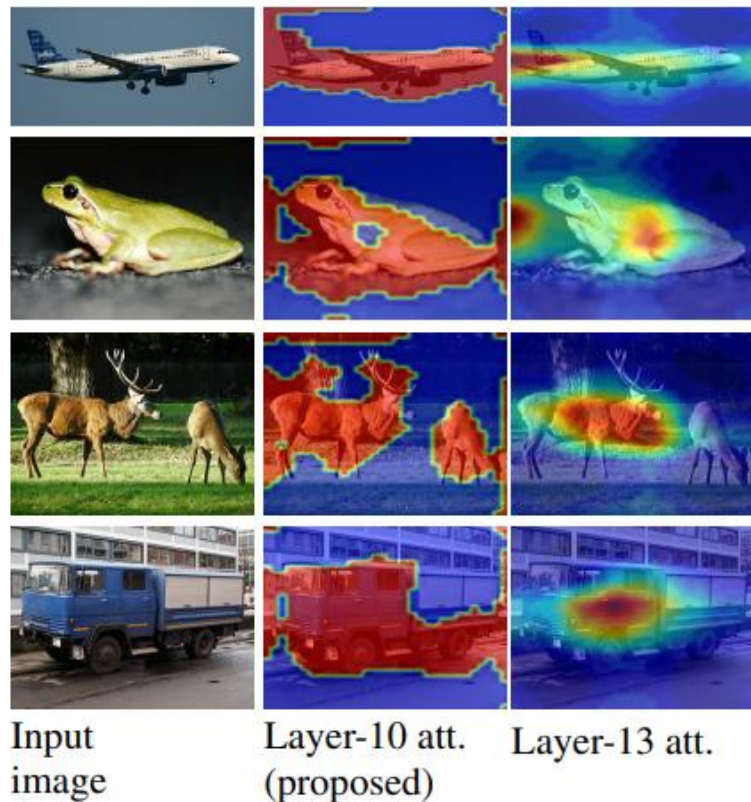 Input
image
Layer-10 att.
(proposed)
Layer-13 att.